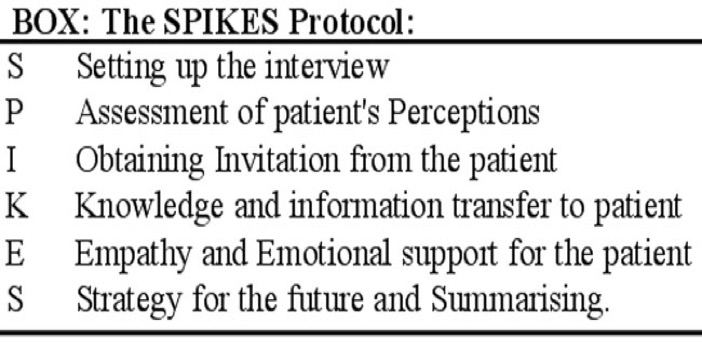 BOX: The SPIKES Protocol:
S Setting up the interview
P Assessment of patient's Perceptions
I Obtaining Invitation from the patient
K Knowledge and information transfer to patient
E Empathy and Emotional support for the patient
S Strategy for the future and Summarising.